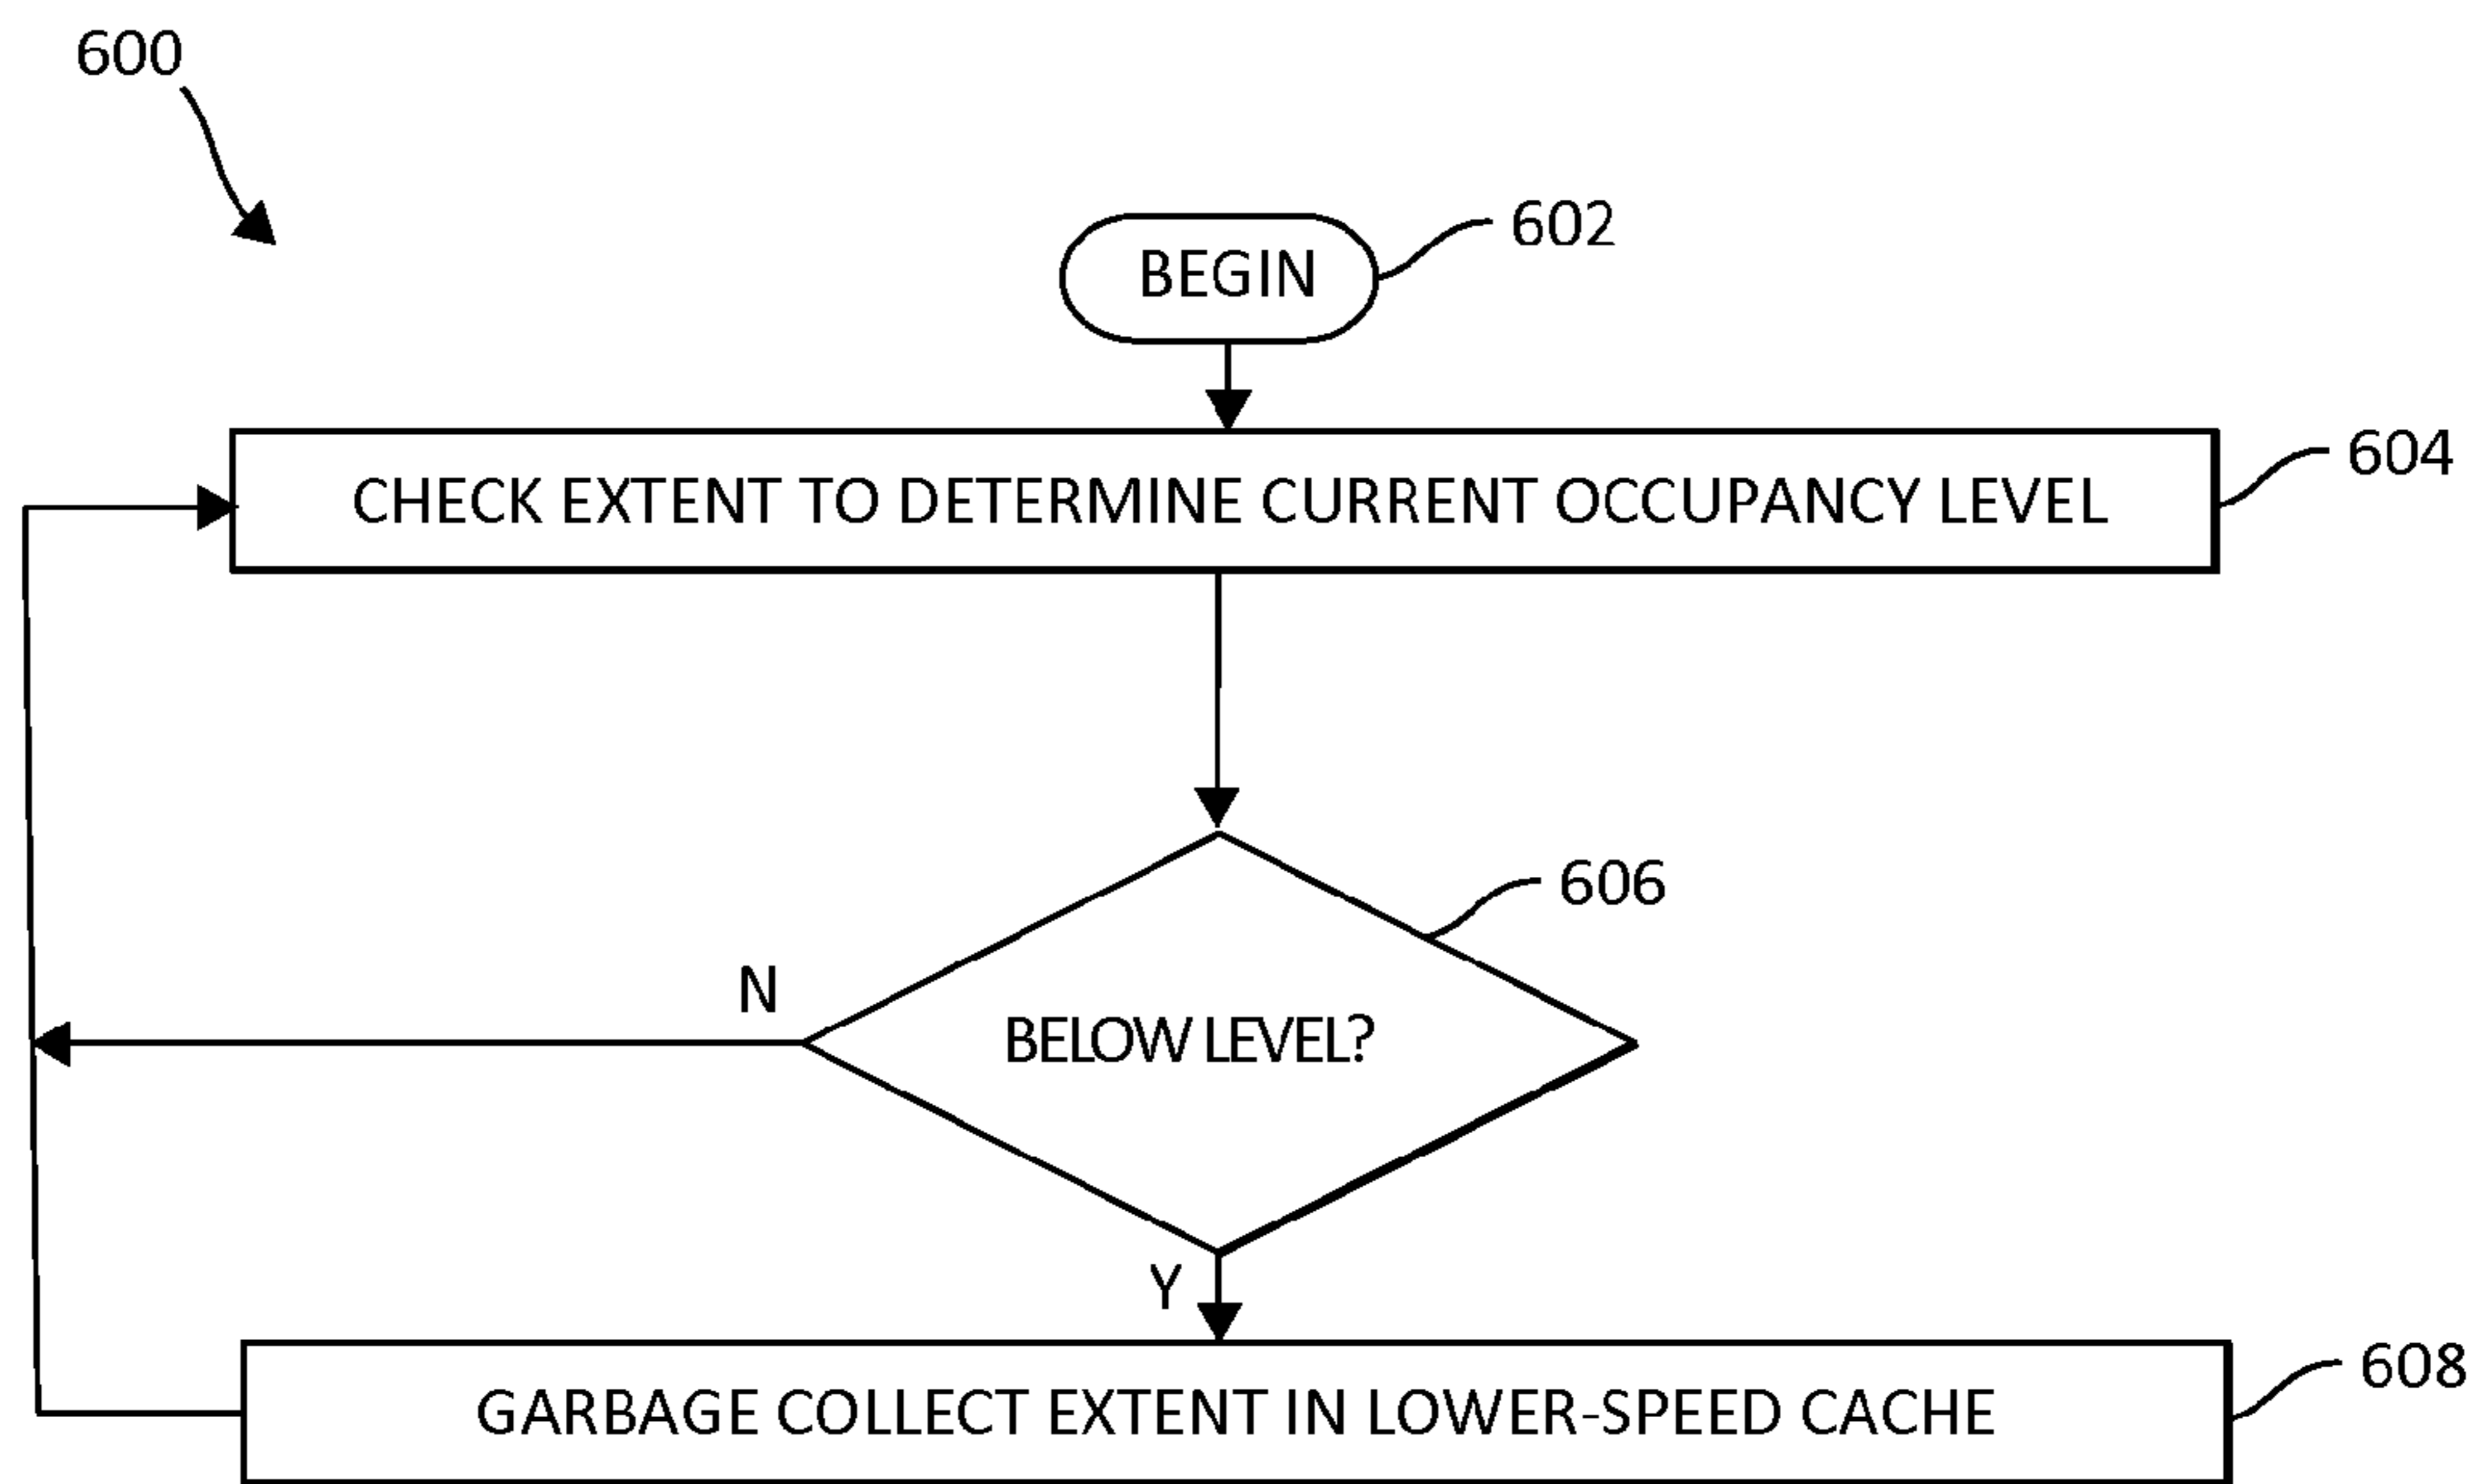 600
BEGIN
602
CHECK EXTENT TO DETERMINE CURRENT OCCUPANCY LEVEL
604
606
N
BELOW LEVEL?
Y
GARBAGE COLLECT EXTENT IN LOWER-SPEED CACHE
608